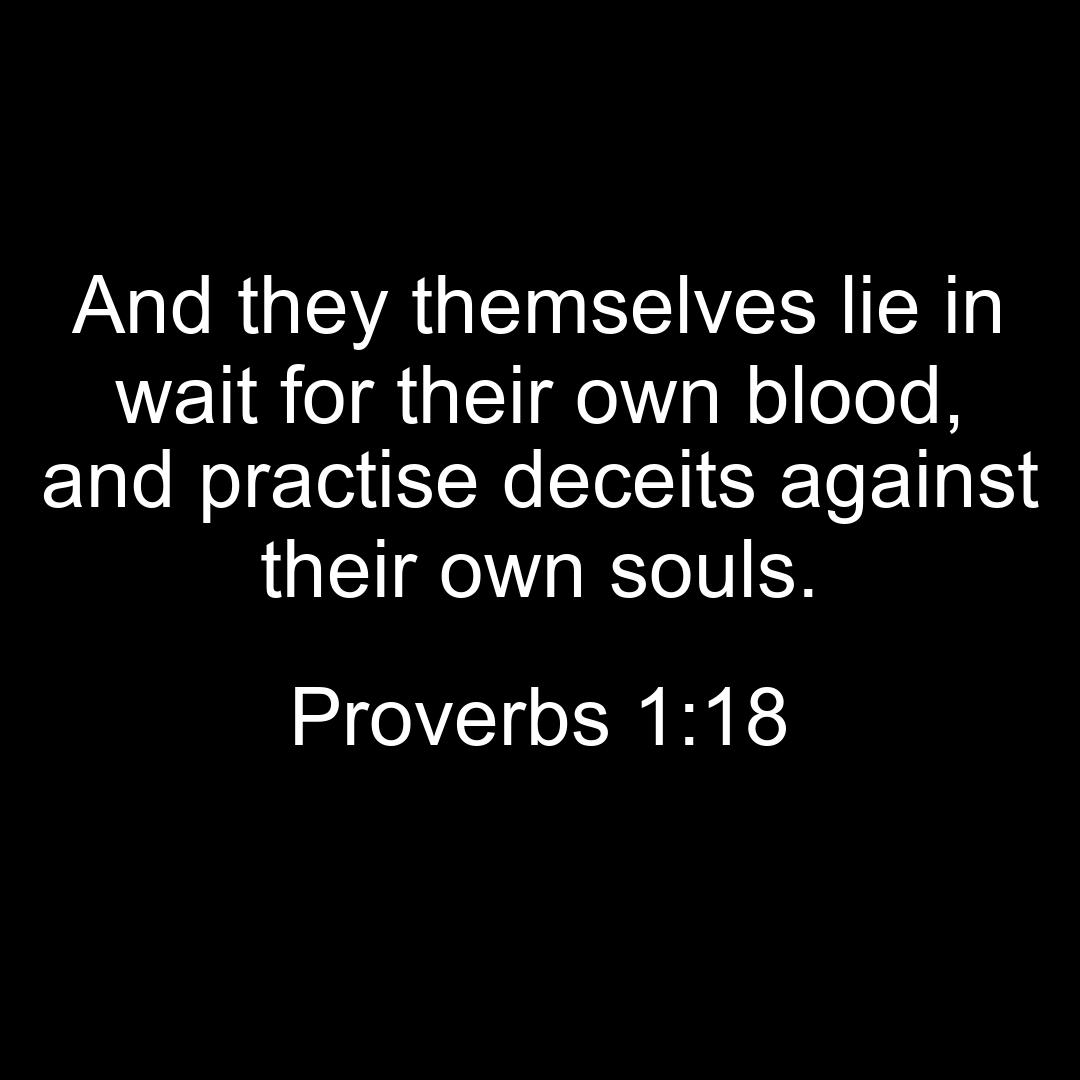 And they themselves lie in
wait for their own blood,
and practise deceits against
their own souls.
Proverbs 1:18